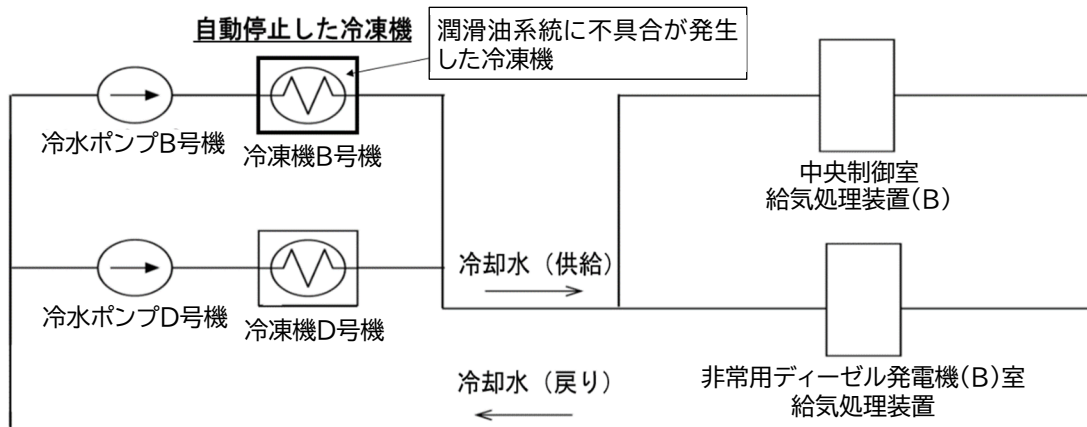 自動停止した冷凍機
潤滑油系統に不具合が発生
した冷凍機
冷水ポンプB号機
冷凍機B号機
中央制御室
給気処理装置(B)
冷却水（供給）
冷水ポンプD号機
冷凍機D号機
冷却水（戻り）
非常用ディーゼル発電機(B)室
給気処理装置